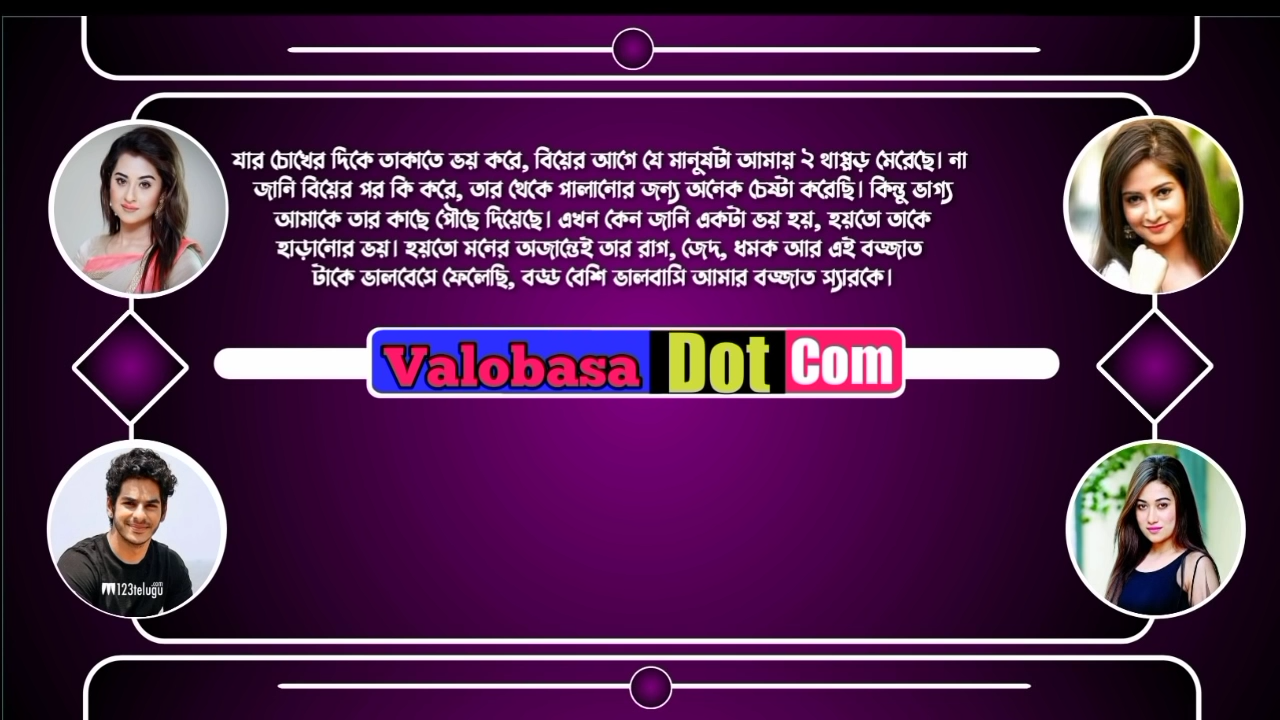 যার চোখের দিকে তাকাতে ভয় করে, বিয়ের আগে যে মানুষটা আমায় ২ থাপ্পড় মেরেছে। না
জানি বিয়ের পর কি করে, তার থেকে পালানোর জন্য অনেক চেষ্টা করেছি। কিন্তু ভাগ্য
আমাকে তার কাছে পৌঁছে দিয়েছে। এখন কেন জানি একটা ভয় হয়, হয়তো তাকে
হাড়ানোর ভয়। হয়তো মনের অজান্তেই তার রাগ, জেদ, ধমক আর এই বজ্জাত
টাকে ভালবেসে ফেলেছি, বড্ড বেশি ভালবাসি আমার বজ্জাত স্যারকে।
Valobasa Dot Com
123telugu.com